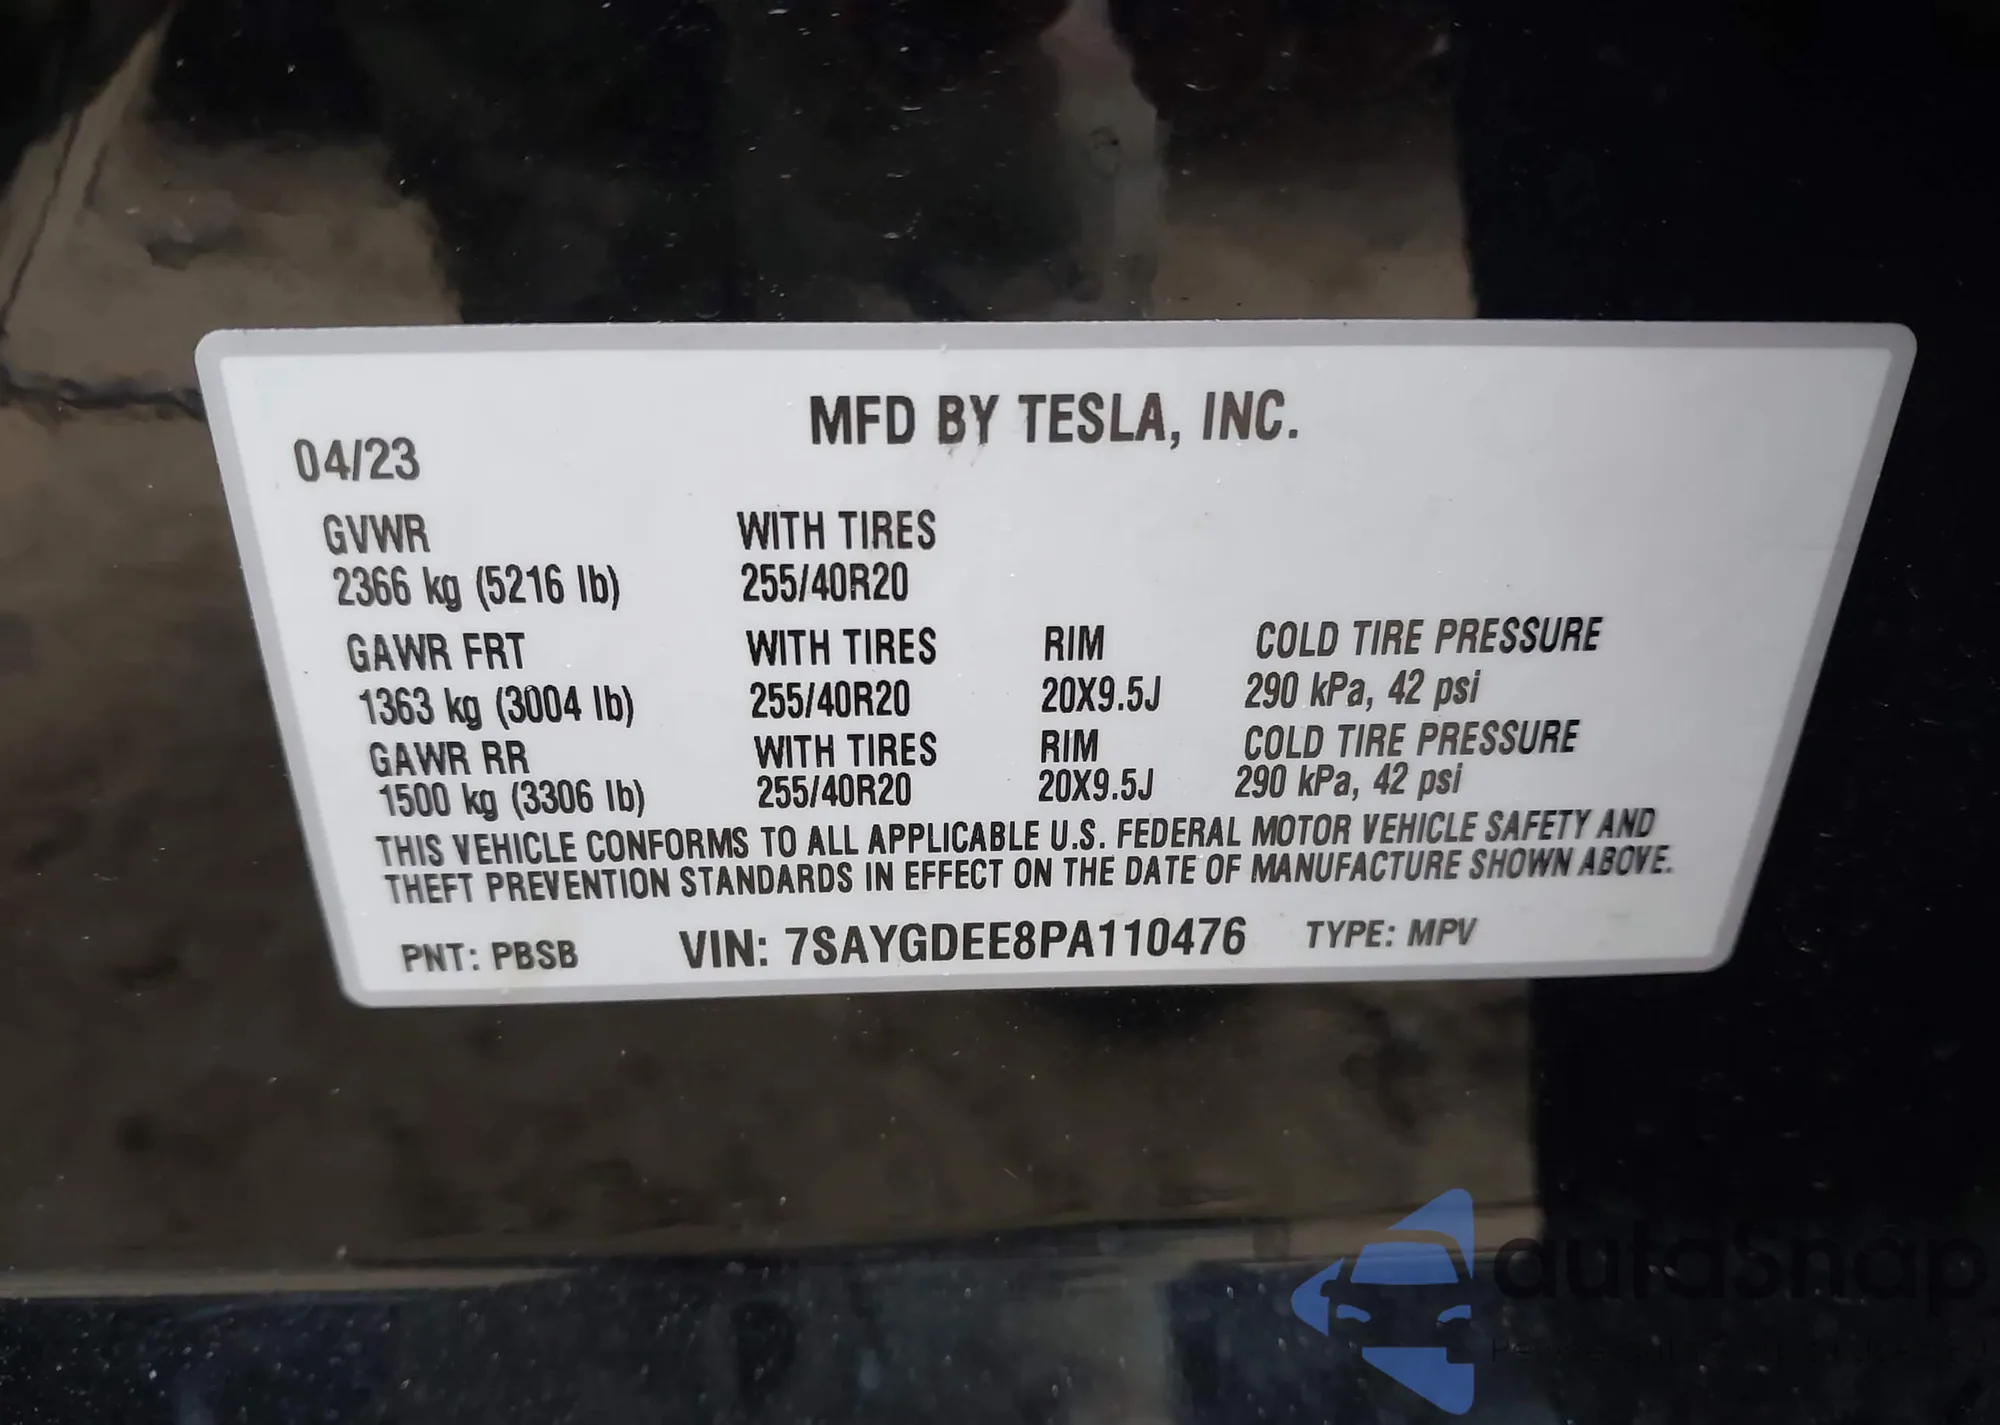 MFD BY TESLA, INC.
04/23
GVWR WITH TIRES
2366 kg (5216 lb) 255/40R20
GAWR FRT WITH TIRES RIM COLD TIRE PRESSURE
1363 kg (3004 lb) 255/40R20 20X9.5J 290 kPa, 42 psi
GAWR RR WITH TIRES RIM COLD TIRE PRESSURE
1500 kg (3306 lb) 255/40R20 20X9.5J 290 kPa, 42 psi
THIS VEHICLE CONFORMS TO ALL APPLICABLE U.S. FEDERAL MOTOR VEHICLE SAFETY AND
THEFT PREVENTION STANDARDS IN EFFECT ON THE DATE OF MANUFACTURE SHOWN ABOVE.
PNT: PBSB VIN: 7SAYGDEE8PA110476 TYPE: MPV
autaSnap